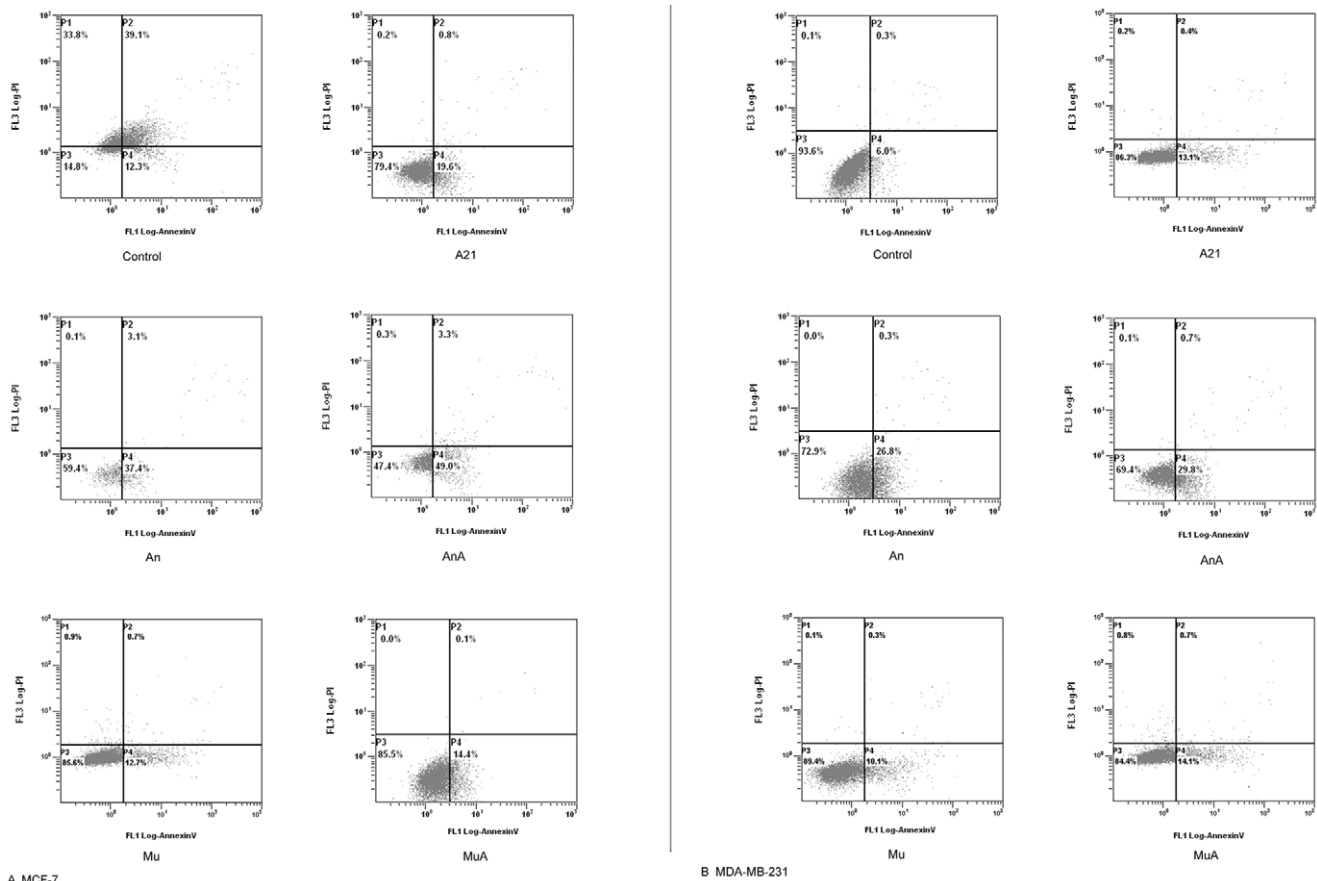 P1 P2
33.8% 39.1%
P3 P4
14.8% 12.3%
FL3 Log-PI
FL1 Log-AnnexinV
Control
P1 P2
0.2% 0.8%
P3 P4
79.4% 19.6%
FL3 Log-PI
FL1 Log-AnnexinV
A21
P1 P2
0.1% 3.1%
P3 P4
59.4% 37.4%
FL3 Log-PI
FL1 Log-AnnexinV
An
P1 P2
0.3% 3.3%
P3 P4
47.4% 49.0%
FL3 Log-PI
FL1 Log-AnnexinV
AnA
P1 P2
0.9% 0.7%
P3 P4
85.6% 12.7%
FL3 Log-PI
FL1 Log-AnnexinV
Mu
P1 P2
0.0% 0.1%
P3 P4
85.5% 14.4%
FL3 Log-PI
FL1 Log-AnnexinV
MuA
A MCF-7
P1 P2
0.1% 0.3%
P3 P4
93.6% 6.0%
FL3 Log-PI
FL1 Log-AnnexinV
Control
P1 P2
0.2% 0.4%
P3 P4
86.3% 13.1%
FL3 Log-PI
FL1 Log-AnnexinV
A21
P1 P2
0.0% 0.3%
P3 P4
72.9% 26.8%
FL3 Log-PI
FL1 Log-AnnexinV
An
P1 P2
0.1% 0.7%
P3 P4
69.4% 29.8%
FL3 Log-PI
FL1 Log-AnnexinV
AnA
P1 P2
0.1% 0.3%
P3 P4
89.4% 10.1%
FL3 Log-PI
FL1 Log-AnnexinV
Mu
P1 P2
0.8% 0.7%
P3 P4
84.4% 14.1%
FL3 Log-PI
FL1 Log-AnnexinV
MuA
B MDA-MB-231